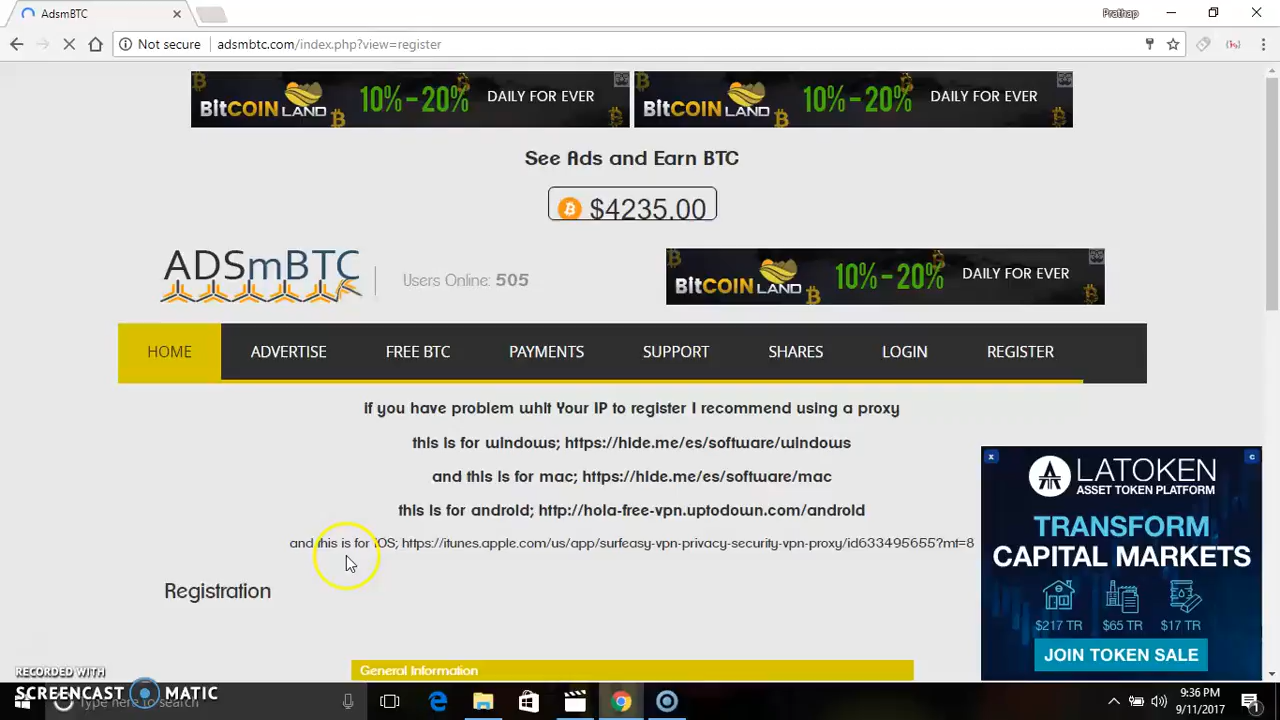 AdsmBTC
Prathap
Not secure adsmbtc.com/index.php?view=register
BitCOIN LAND 10%-20% DAILY FOR EVER
BitCOIN LAND 10%-20% DAILY FOR EVER
See Ads and Earn BTC
$4235.00
ADSmBTC
Users Online: 505
BitCOIN LAND 10%-20% DAILY FOR EVER
HOME ADVERTISE FREE BTC PAYMENTS SUPPORT SHARES LOGIN REGISTER
if you have problem whit Your IP to register I recommend using a proxy
this is for windows; https://hide.me/es/software/windows
and this is for mac; https://hide.me/es/software/mac
this is for android; http://hola-free-vpn.uptodown.com/android
and this is for iOS; https://itunes.apple.com/us/app/surfeasy-vpn-privacy-security-vpn-proxy/id633495655?mt=8
Registration
General Information
x
c
LATOKEN
ASSET TOKEN PLATFORM
TRANSFORM
CAPITAL MARKETS
$217 TR $65 TR $17 TR
JOIN TOKEN SALE
RECORDED WITH
SCREENCAST MATIC
Type here to search
9:36 PM
9/11/2017
1